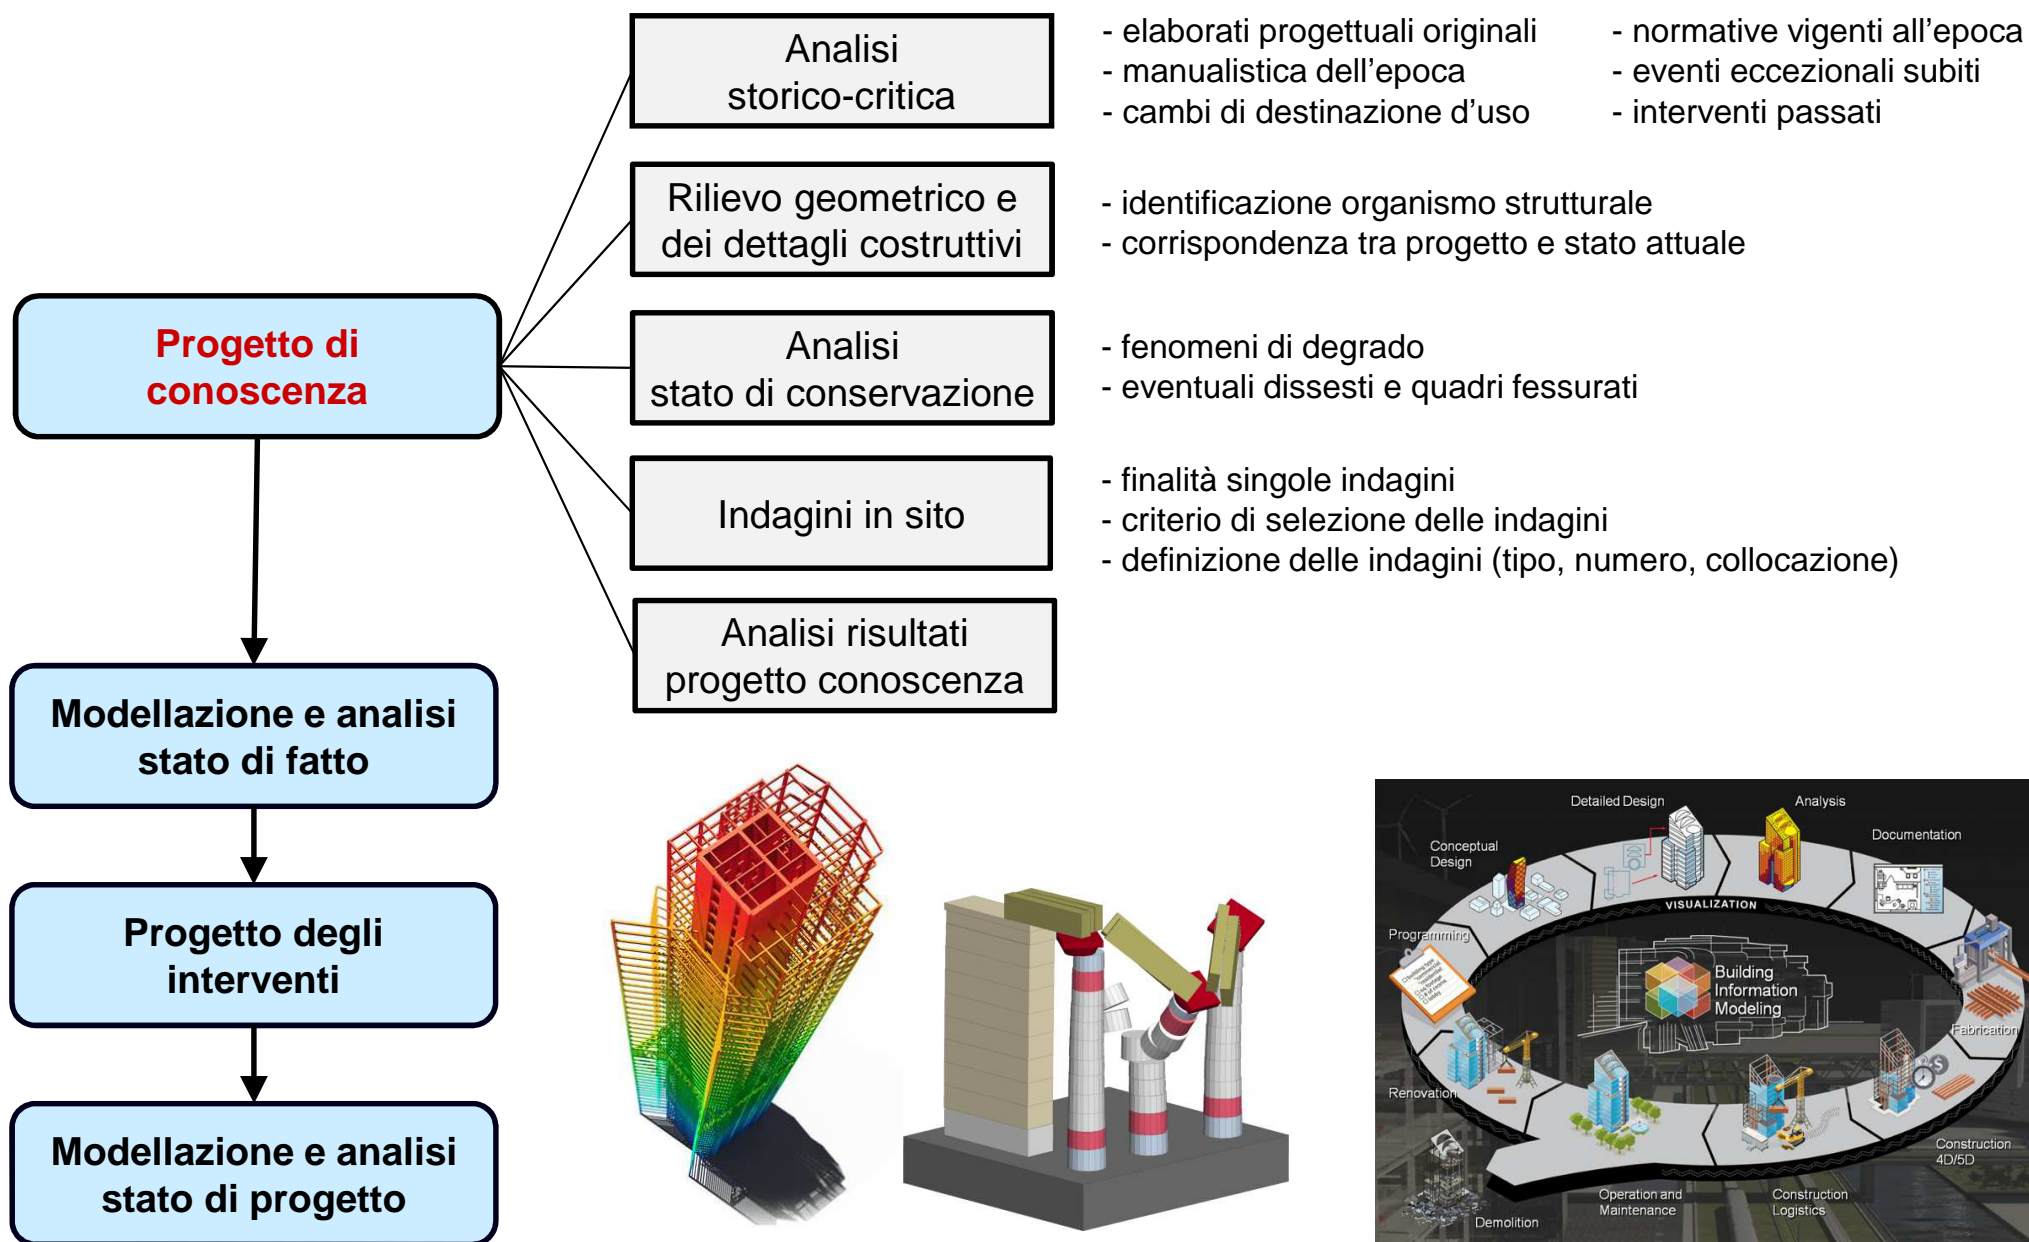 Analisi
storico-critica
- elaborati progettuali originali
- manualistica dell'epoca
- cambi di destinazione d'uso
- normative vigenti all'epoca
- eventi eccezionali subiti
- interventi passati
Rilievo geometrico e
dei dettagli costruttivi
- identificazione organismo strutturale
- corrispondenza tra progetto e stato attuale
Progetto di
conoscenza
Analisi
stato di conservazione
- fenomeni di degrado
- eventuali dissesti e quadri fessurati
Indagini in sito
- finalità singole indagini
- criterio di selezione delle indagini
- definizione delle indagini (tipo, numero, collocazione)
Analisi risultati
progetto conoscenza
Modellazione e analisi
stato di fatto
Progetto degli
interventi
Modellazione e analisi
stato di progetto
Detailed Design
Analysis
Documentation
Conceptual
Design
VISUALIZATION
Programming
Building
Information
Modeling
Fabrication
Renovation
Construction
4D/5D
Operation and
Maintenance
Construction
Logistics
Demolition